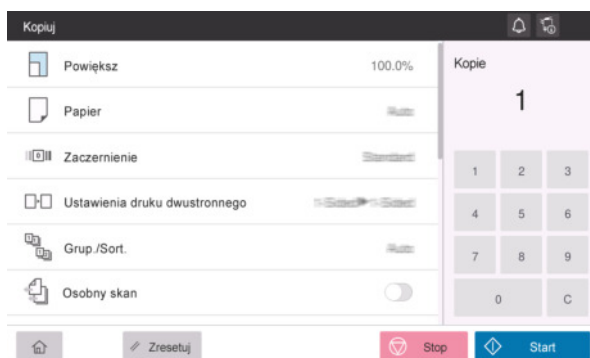 Kopiuj
Powiększ 100.0%
Kopie
1
Papier
Zaczernienie
1 2 3
Ustawienia druku dwustronnego
4 5 6
Grup./Sort.
7 8 9
Osobny skan
0 C
Zresetuj
Stop
Start